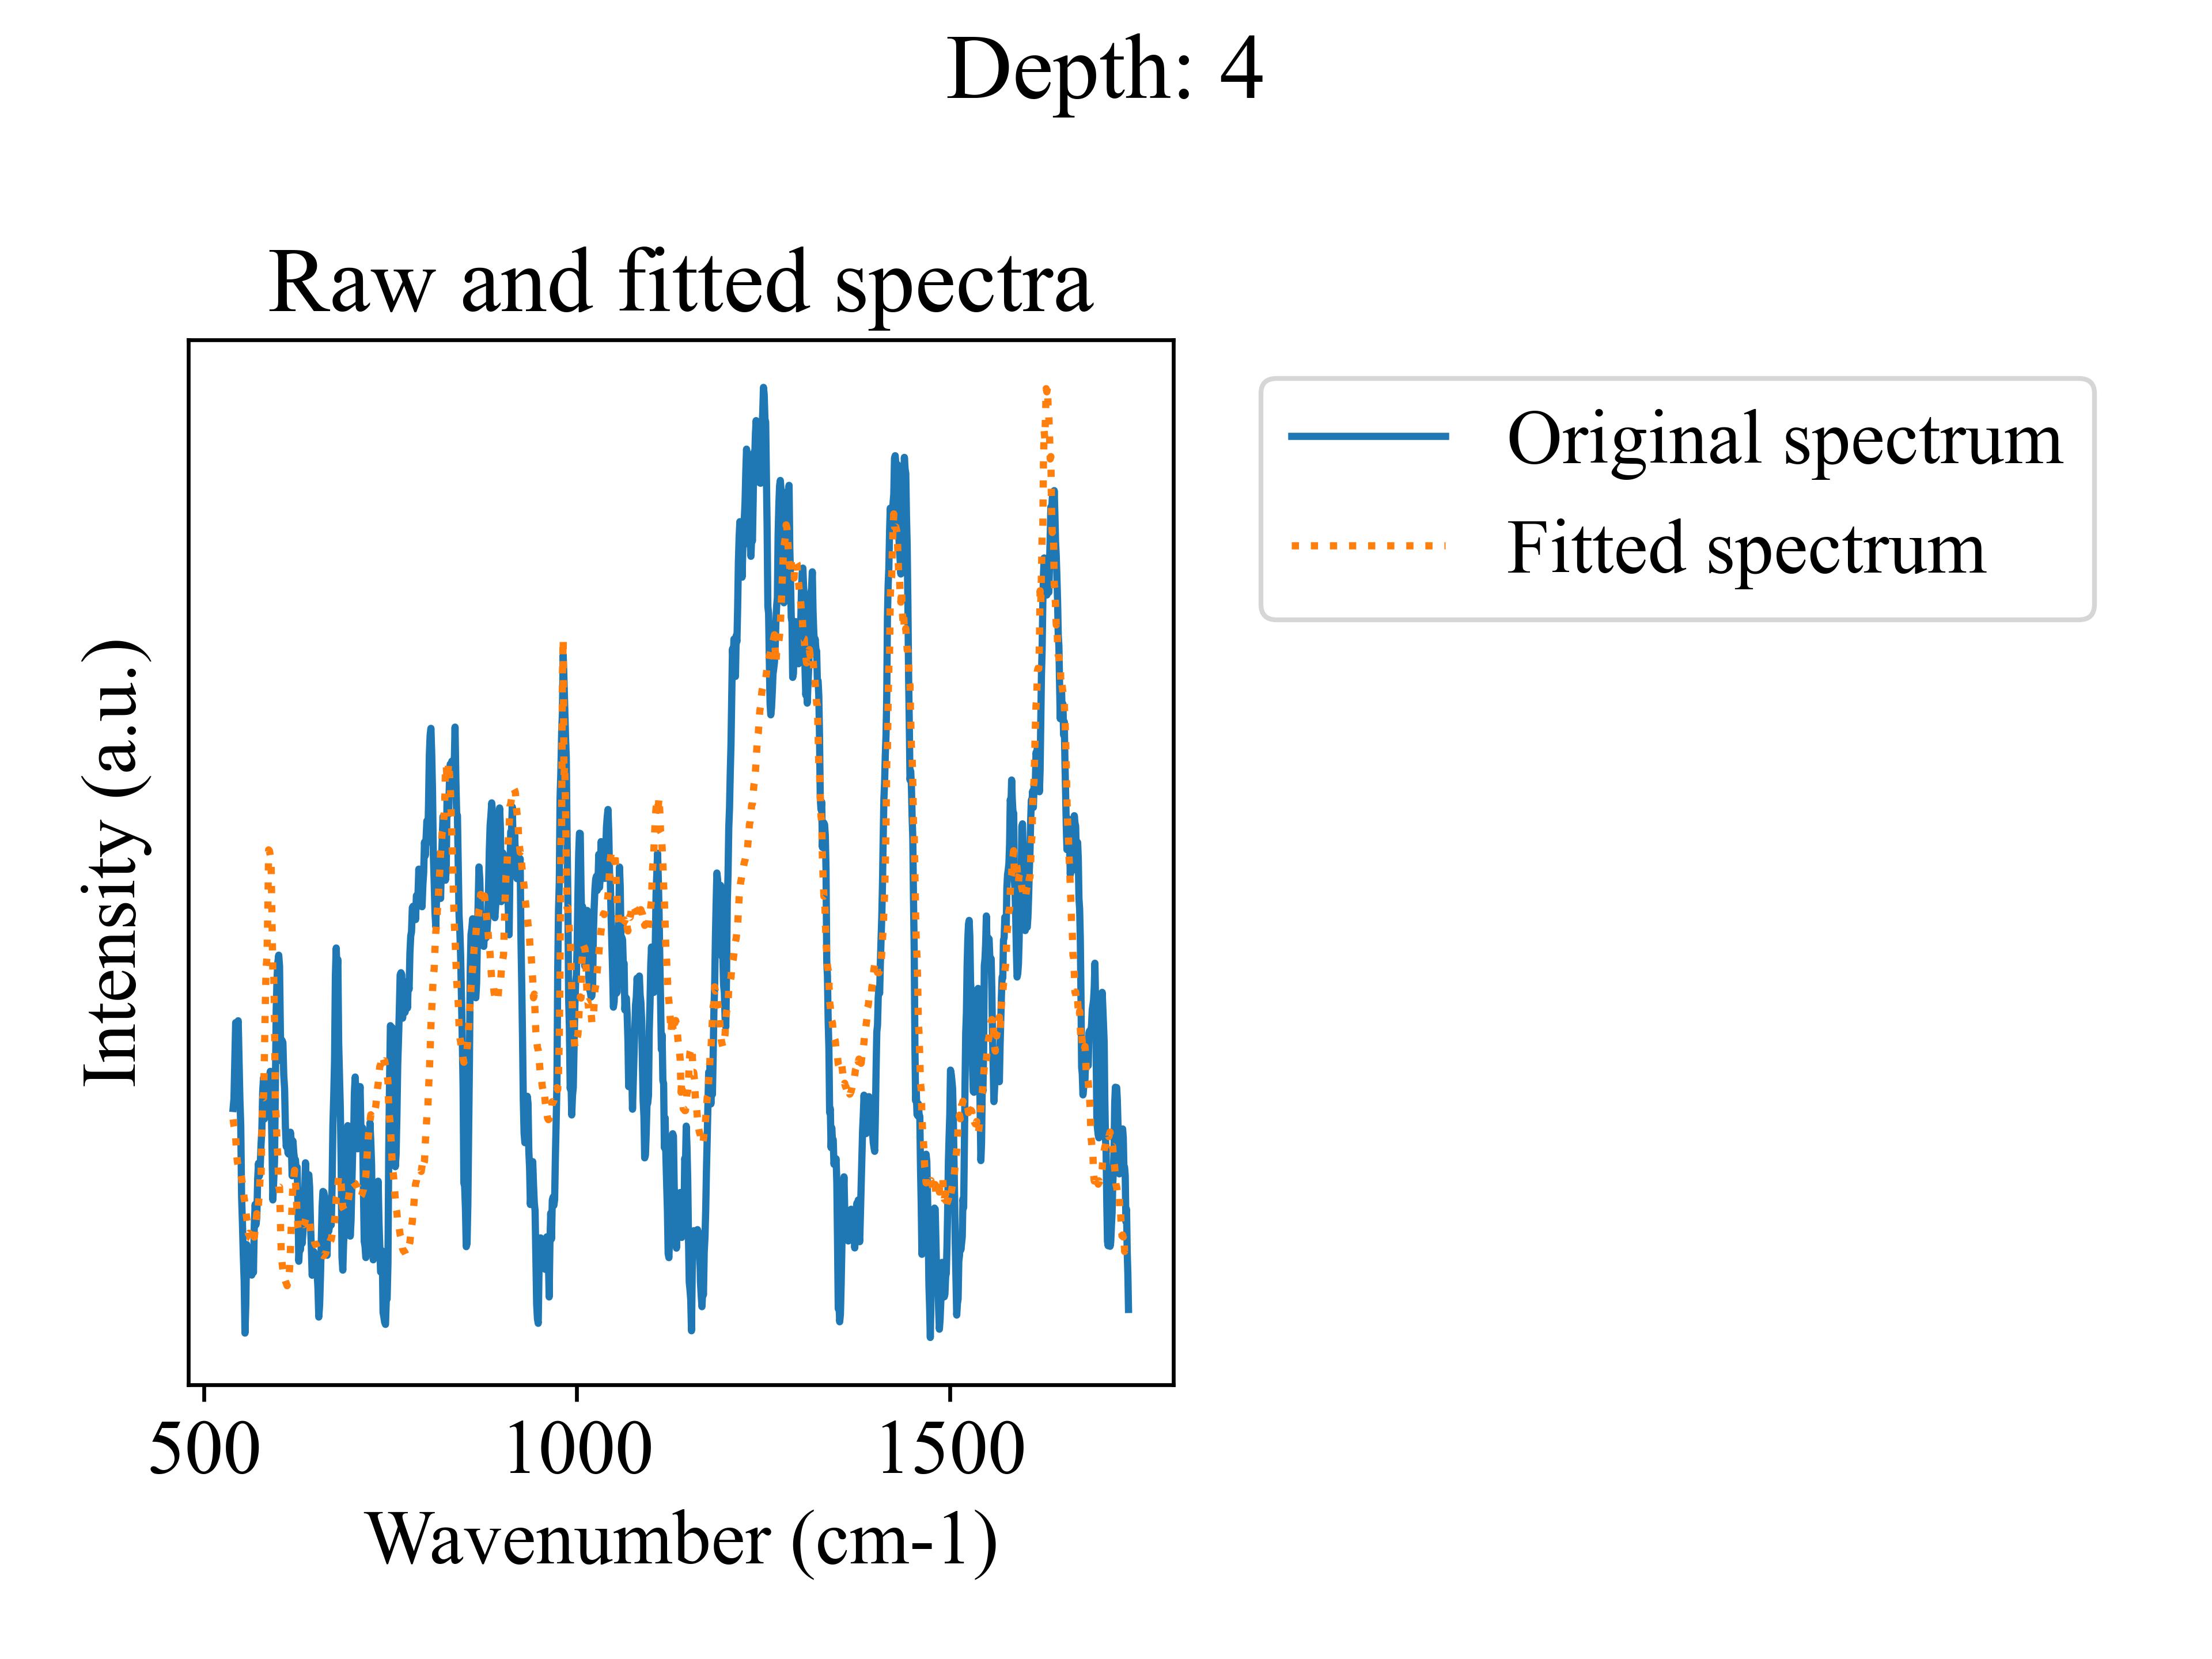 Depth: 4
Raw and fitted spectra
Original spectrum
Fitted spectrum
Intensity (a.u.)
500 1000 1500
Wavenumber (cm-1)